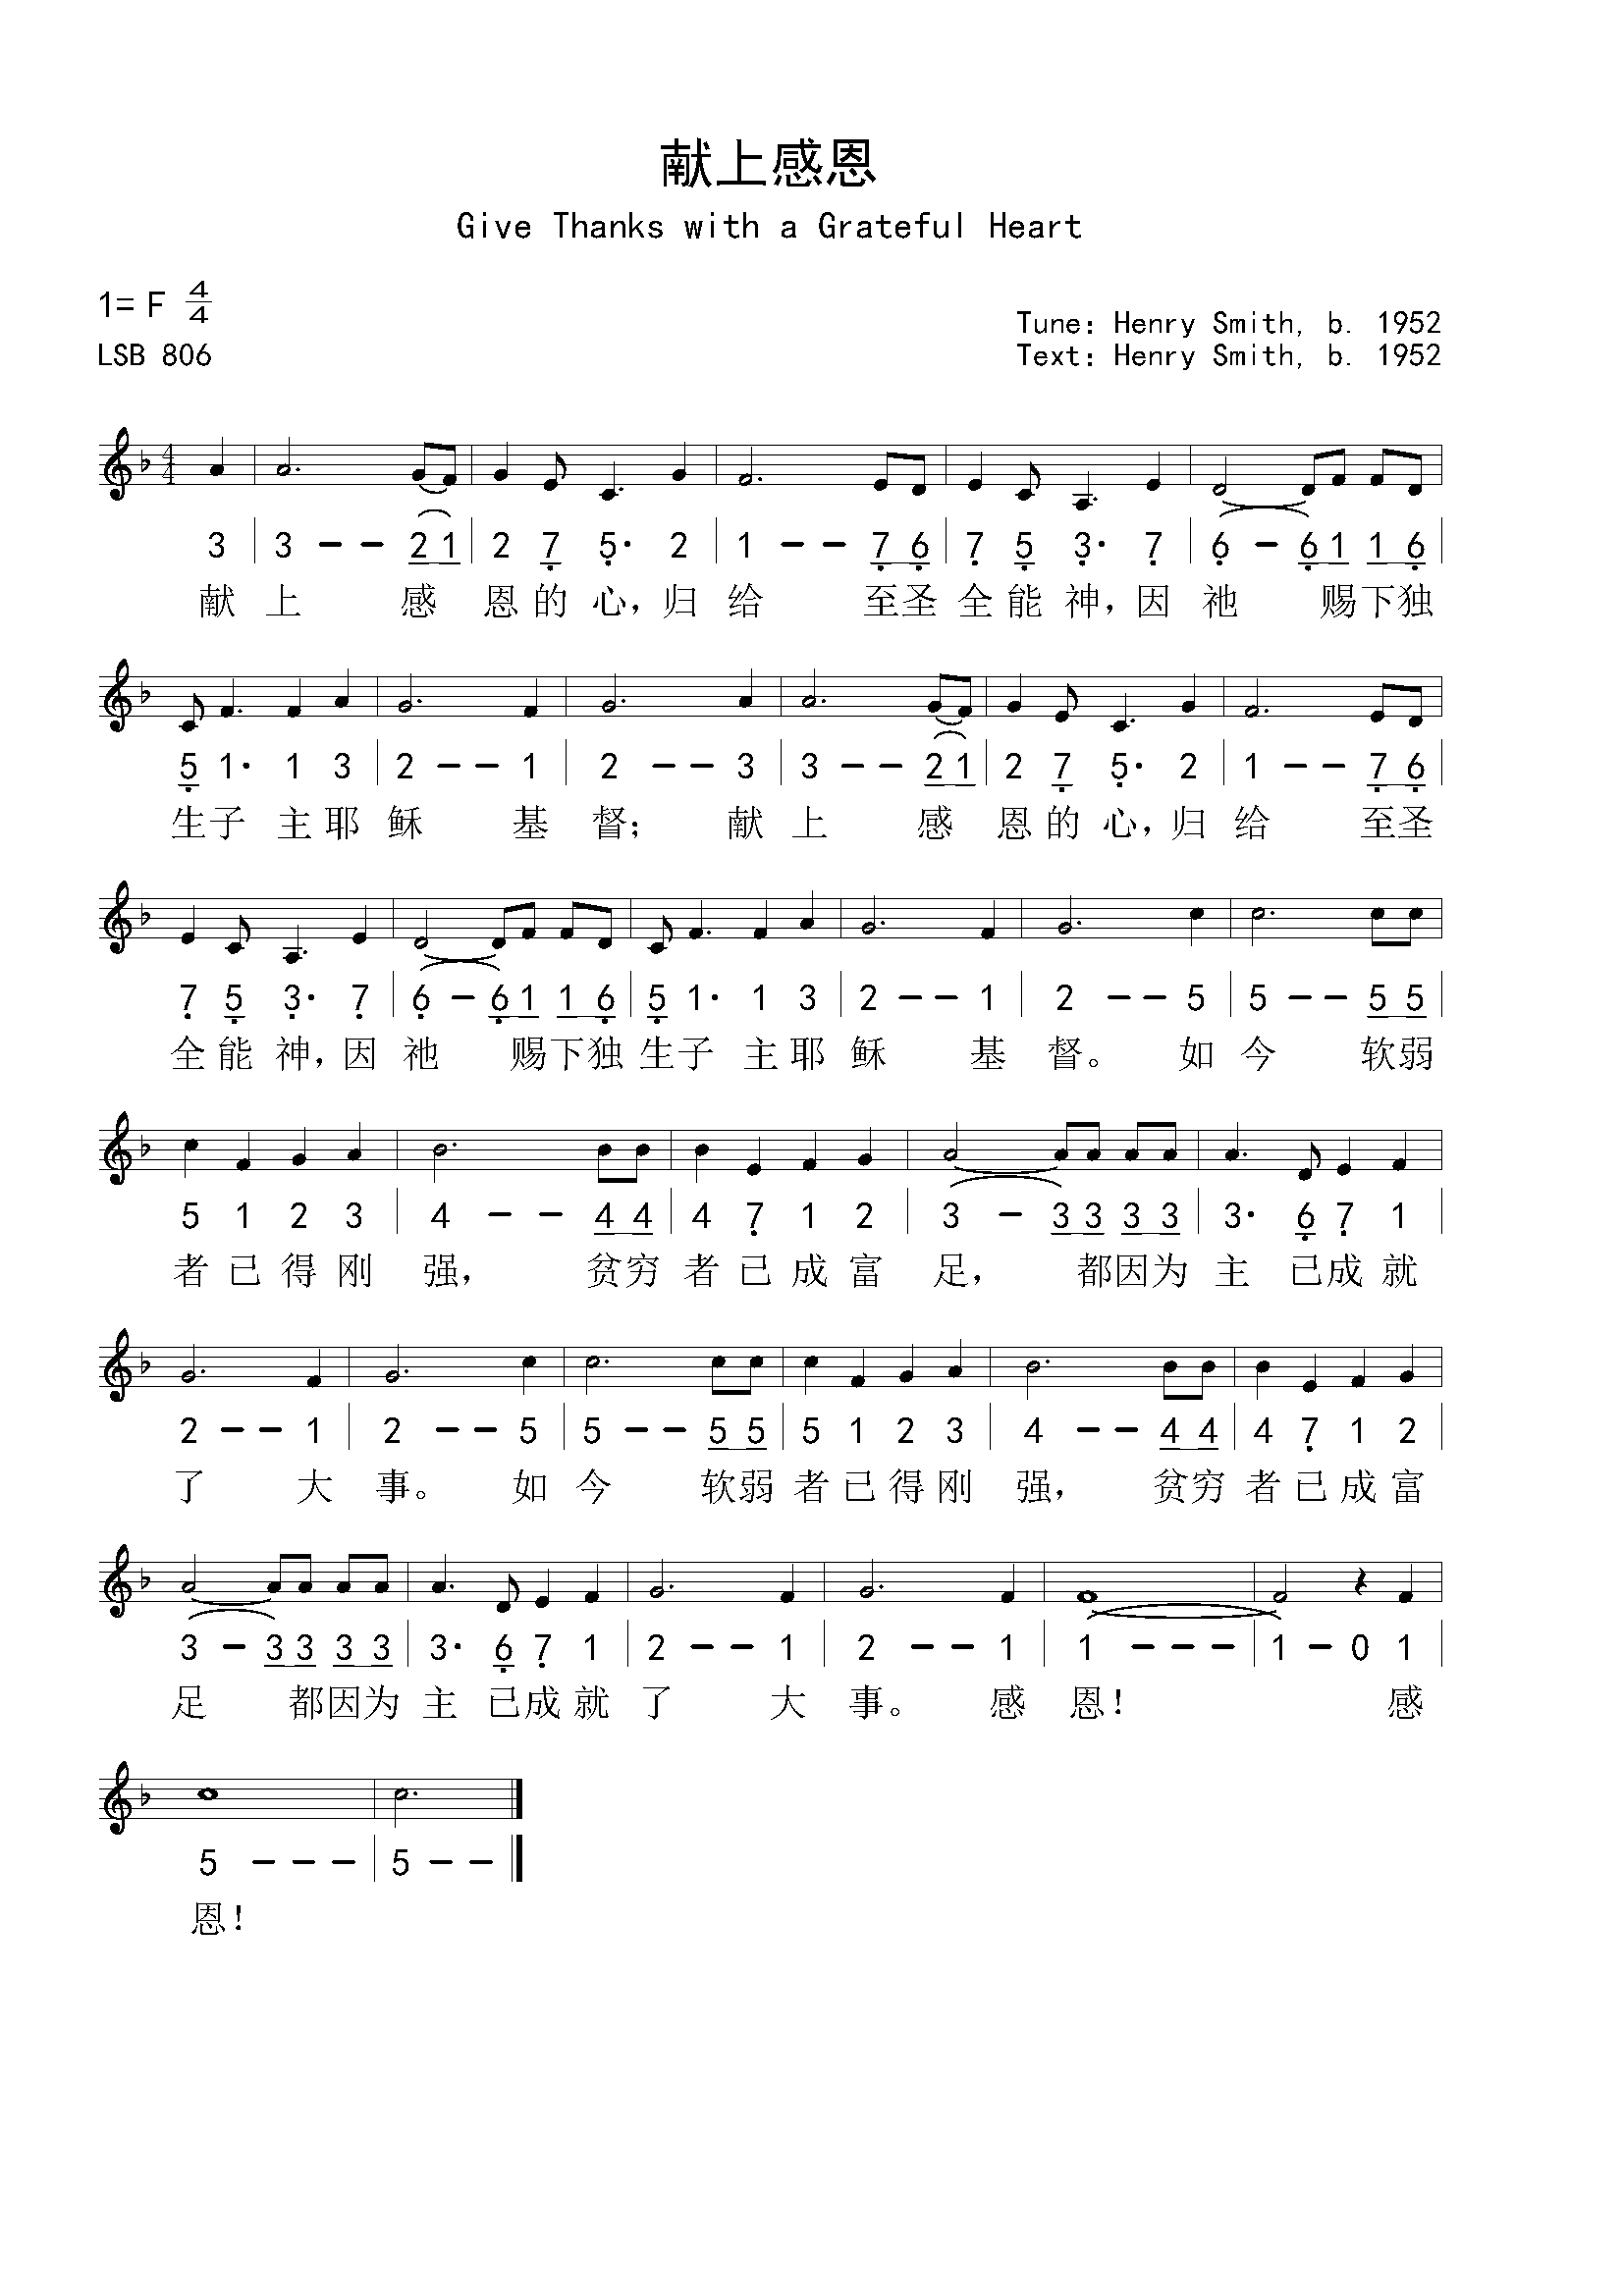 献上感恩
Give Thanks with a Grateful Heart
1= F 4/4
LSB 806
Tune: Henry Smith, b. 1952
Text: Henry Smith, b. 1952
3 | 3 - - 2 1 | 2 7̣ 5̣· 2 | 1 - - 7̣ 6̣ | 7̣ 5̣ 3̣· 7̣ | (6̣ - 6̣) 1 1 6̣ |
献 上 感 恩 的 心, 归 给 至圣 全 能 神, 因 祂 赐下独
5̣ 1· 1 3 | 2 - - 1 | 2 - - 3 | 3 - - 2 1 | 2 7̣ 5̣· 2 | 1 - - 7̣ 6̣ |
生子 主 耶 稣 基 督; 献 上 感 恩 的 心, 归 给 至圣
7̣ 5̣ 3̣· 7̣ | (6̣ - 6̣) 1 1 6̣ | 5̣ 1· 1 3 | 2 - - 1 | 2 - - 5 | 5 - - 5 5 |
全 能 神, 因 祂 赐下独 生子 主 耶 稣 基 督。 如 今 软弱
5 1 2 3 | 4 - - 4 4 | 4 7̣ 1 2 | (3 - 3) 3 3 3 | 3· 6̣ 7̣ 1 |
者 已 得 刚 强, 贫穷 者 已 成 富 足, 都因为 主 已成 就
2 - - 1 | 2 - - 5 | 5 - - 5 5 | 5 1 2 3 | 4 - - 4 4 | 4 7̣ 1 2 |
了 大 事。 如 今 软弱 者 已 得 刚 强, 贫穷 者 已 成 富
(3 - 3) 3 3 3 | 3· 6̣ 7̣ 1 | 2 - - 1 | 2 - - 1 | (1 - - - | 1) - 0 1 |
足 都因为 主 已成 就 了 大 事。 感 恩! 感
5 - - - | 5 - - |
恩!